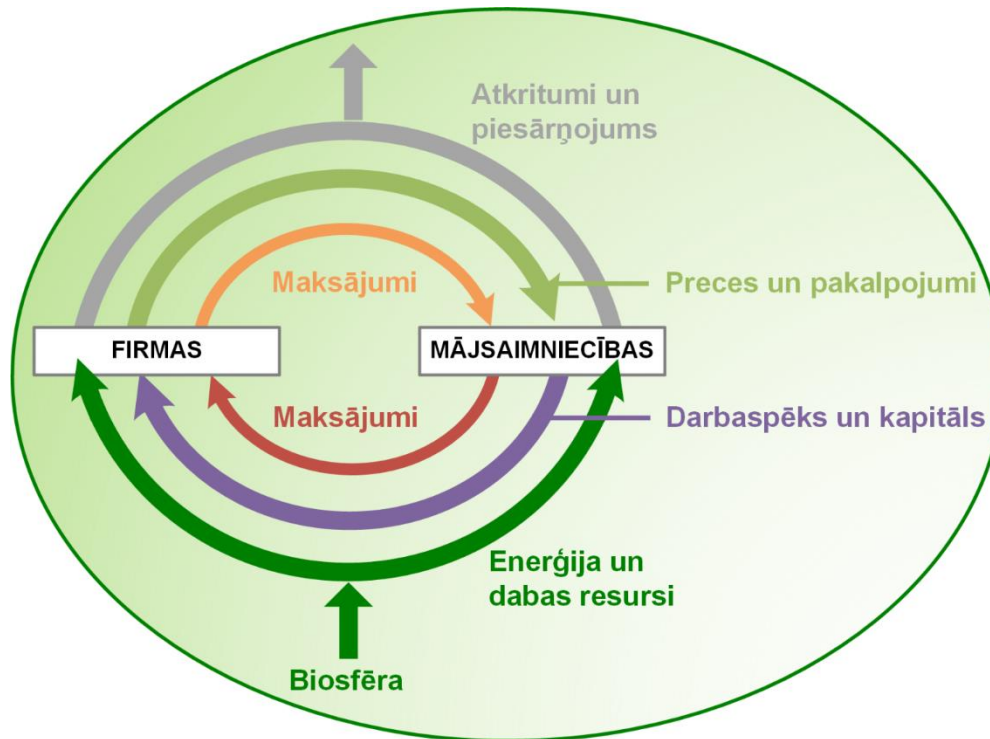 Atkritumi un
piesārņojums
Maksājumi
Preces un pakalpojumi
FIRMAS
MĀJSAIMNIECĪBAS
Maksājumi
Darbaspēks un kapitāls
Enerģija un
dabas resursi
Biosfēra